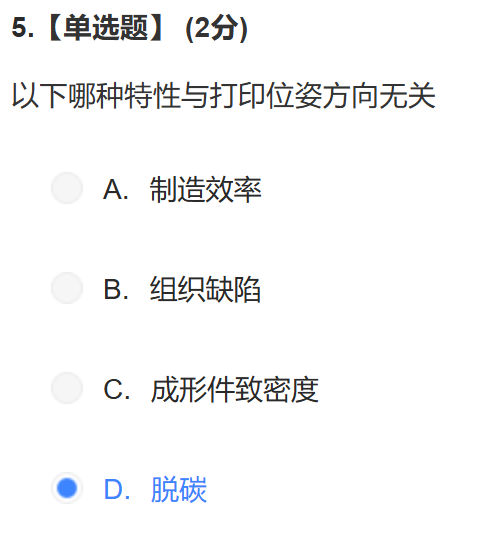 5.【单选题】 (2分)
以下哪种特性与打印位姿方向无关
A. 制造效率
B. 组织缺陷
C. 成形件致密度
D. 脱碳